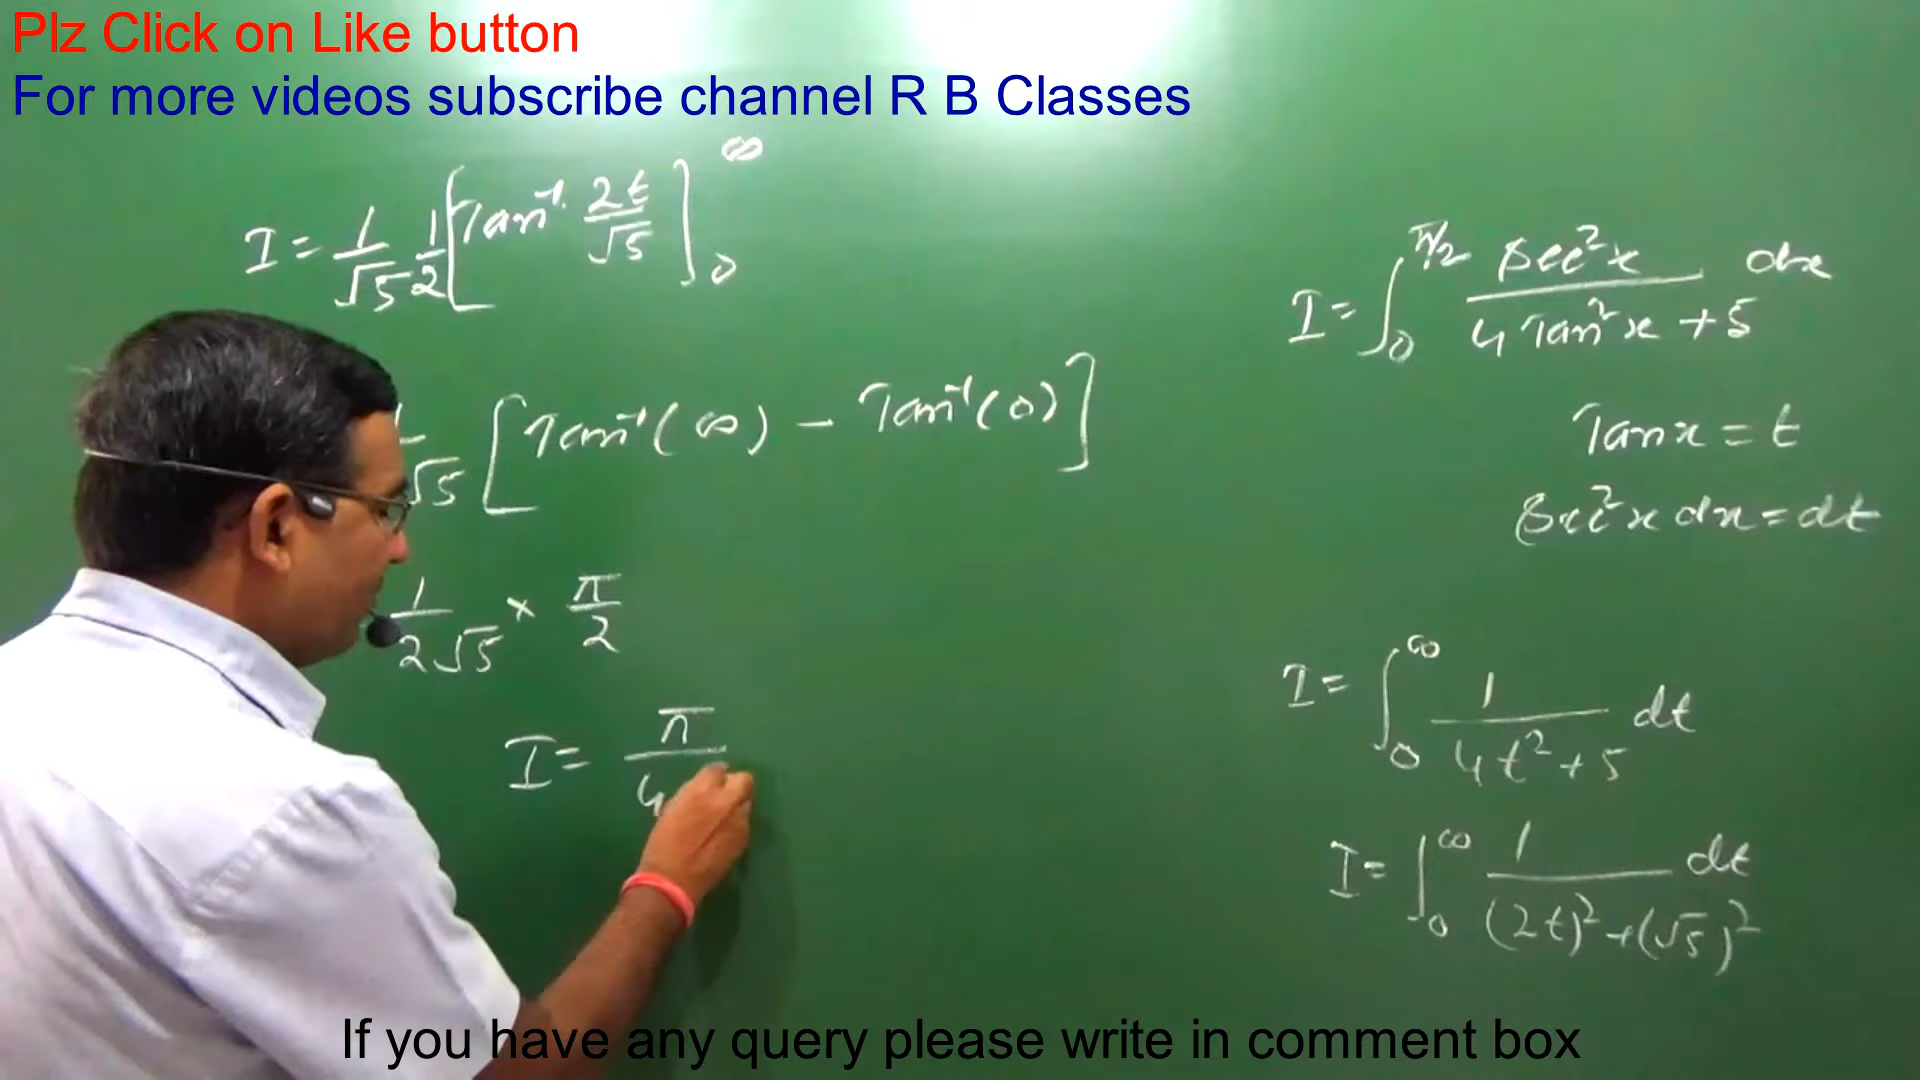 Plz Click on Like button
For more videos subscribe channel R B Classes
I = 1/√5 1/2 [Tan⁻¹ 2t/√5]₀^∞
√5 [Tan⁻¹(∞) - Tan⁻¹(0)]
1/2√5 × π/2
I = π/4
I = ∫₀^π/2 sec²x / 4Tan²x + 5 dx
Tanx = t
Sec²x dx = dt
I = ∫₀^∞ 1/4t² + 5 dt
I = ∫₀^∞ 1/(2t)² + (√5)² dt
If you have any query please write in comment box